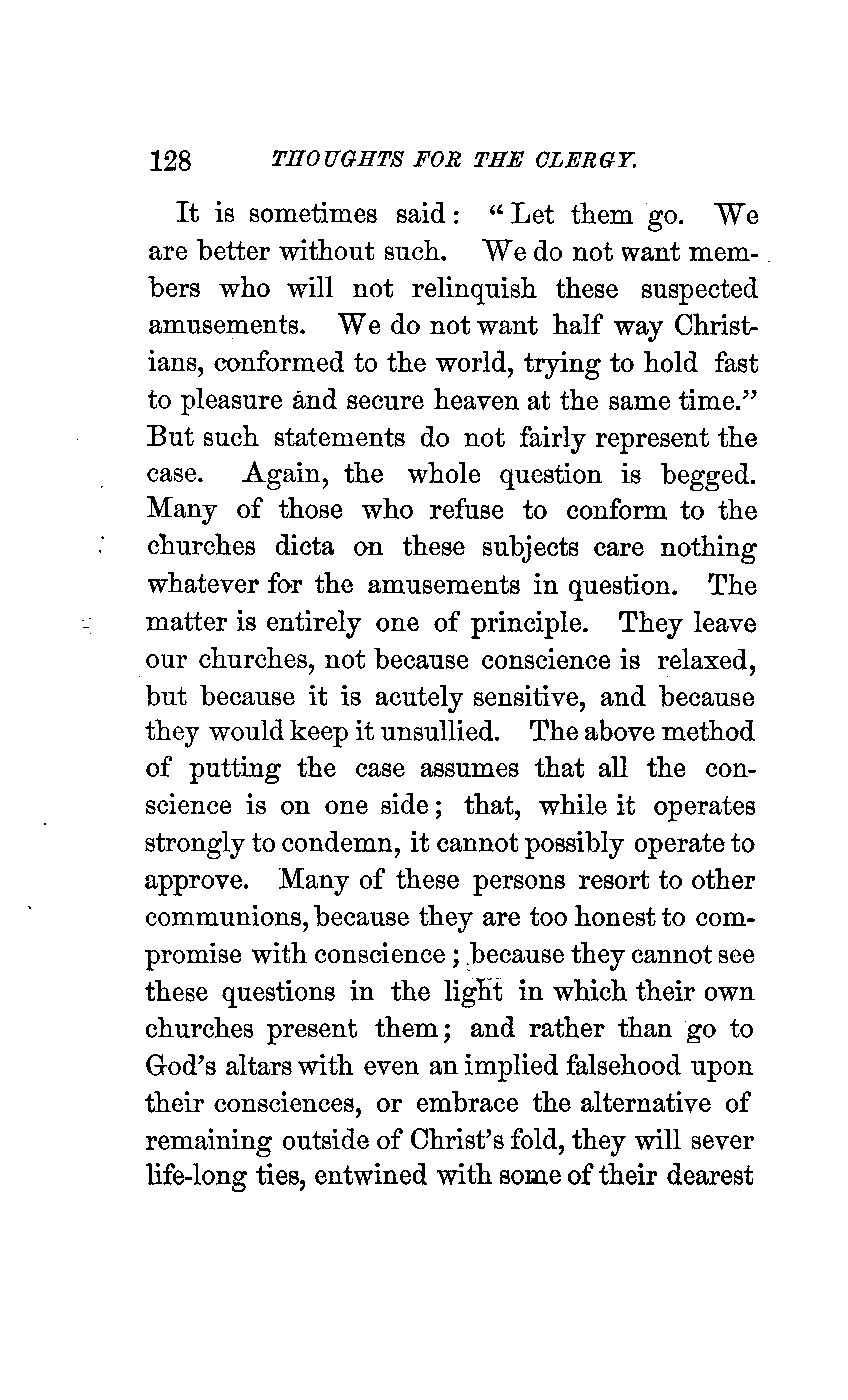 128 THOUGHTS FOR THE CLERGY.
It is sometimes said: “Let them go. We
are better without such. We do not want mem-
bers who will not relinquish these suspected
amusements. We do not want half way Christ-
ians, conformed to the world, trying to hold fast
to pleasure and secure heaven at the same time.”
But such statements do not fairly represent the
case. Again, the whole question is begged.
Many of those who refuse to conform to the
churches dicta on these subjects care nothing
whatever for the amusements in question. The
matter is entirely one of principle. They leave
our churches, not because conscience is relaxed,
but because it is acutely sensitive, and because
they would keep it unsullied. The above method
of putting the case assumes that all the con-
science is on one side; that, while it operates
strongly to condemn, it cannot possibly operate to
approve. Many of these persons resort to other
communions, because they are too honest to com-
promise with conscience; because they cannot see
these questions in the light in which their own
churches present them; and rather than go to
God’s altars with even an implied falsehood upon
their consciences, or embrace the alternative of
remaining outside of Christ’s fold, they will sever
life-long ties, entwined with some of their dearest